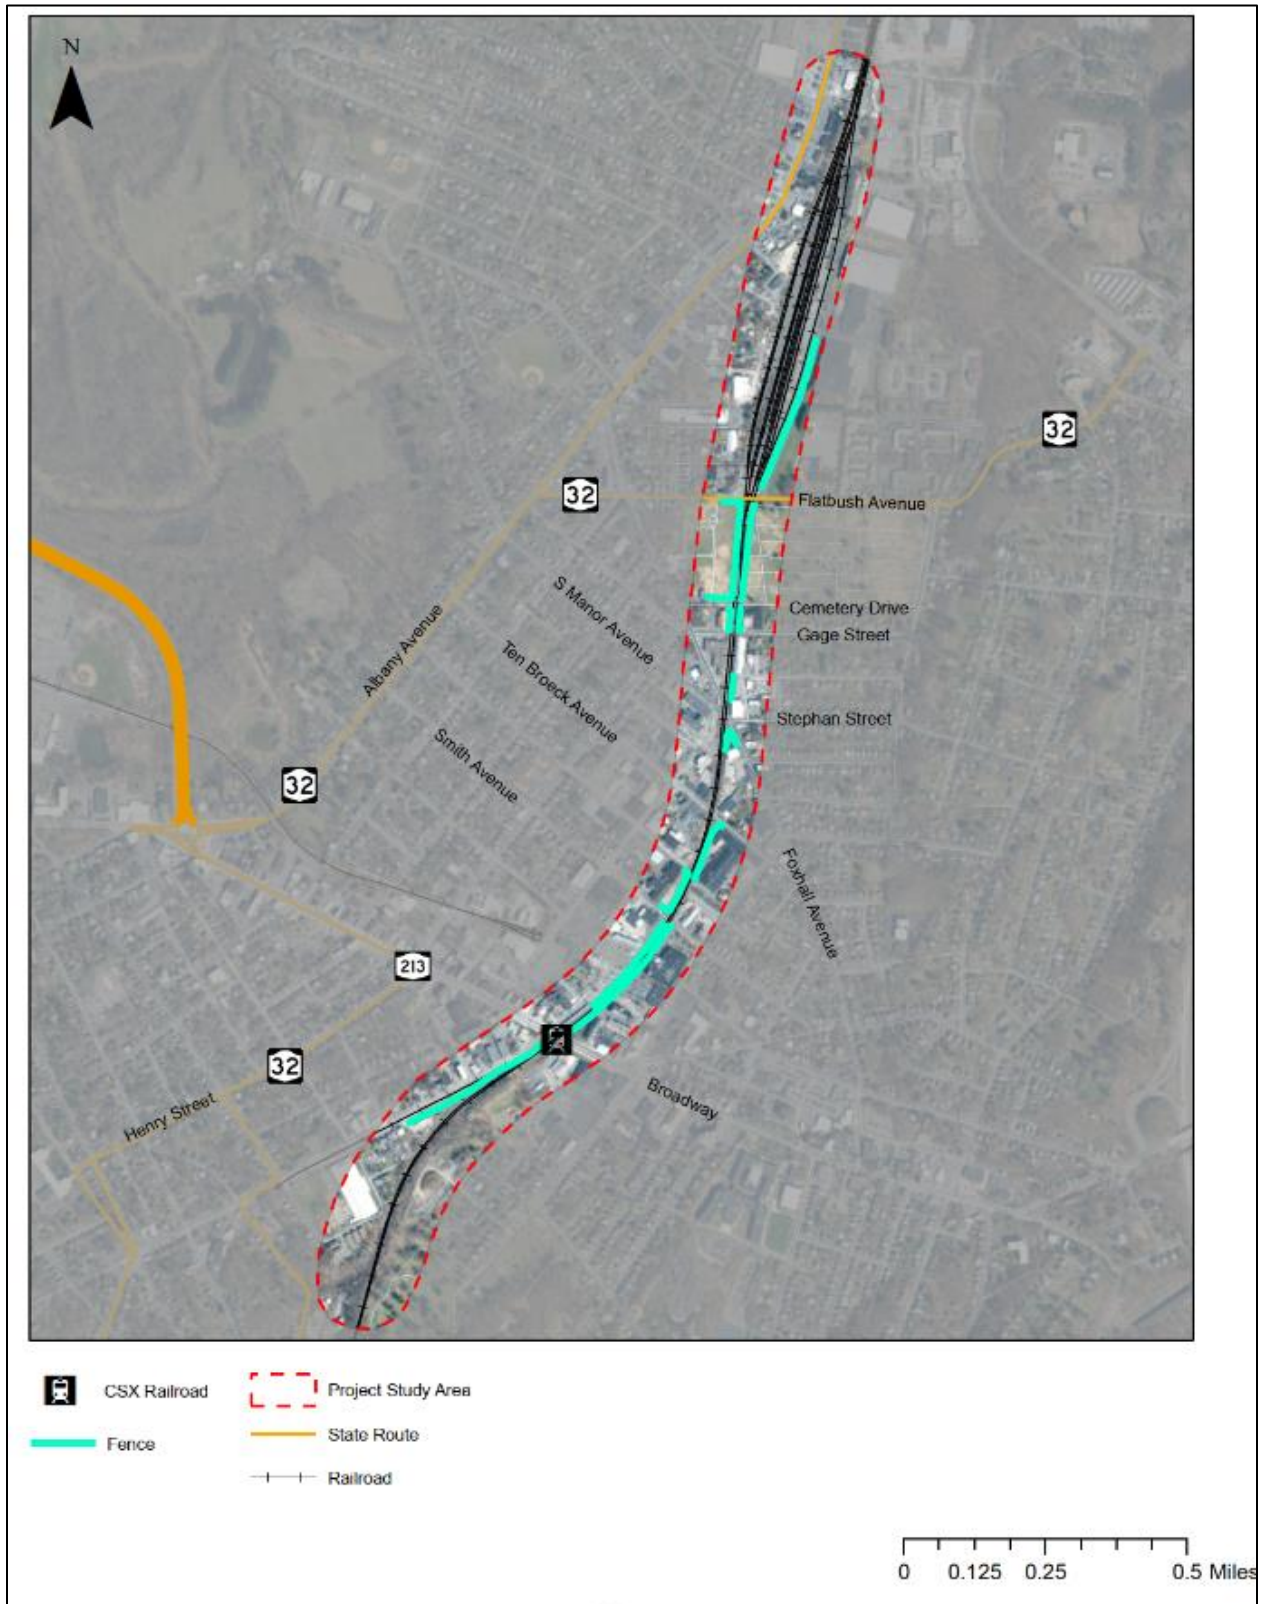 N
32
32
Flatbush Avenue
S Manor Avenue
Cemetery Drive
Gage Street
Albany Avenue
Ten Broeck Avenue
Stephan Street
Smith Avenue
32
Foxhall Avenue
213
32
Broadway
Henry Street
CSX Railroad
Project Study Area
Fence
State Route
Railroad
0 0.125 0.25 0.5 Miles